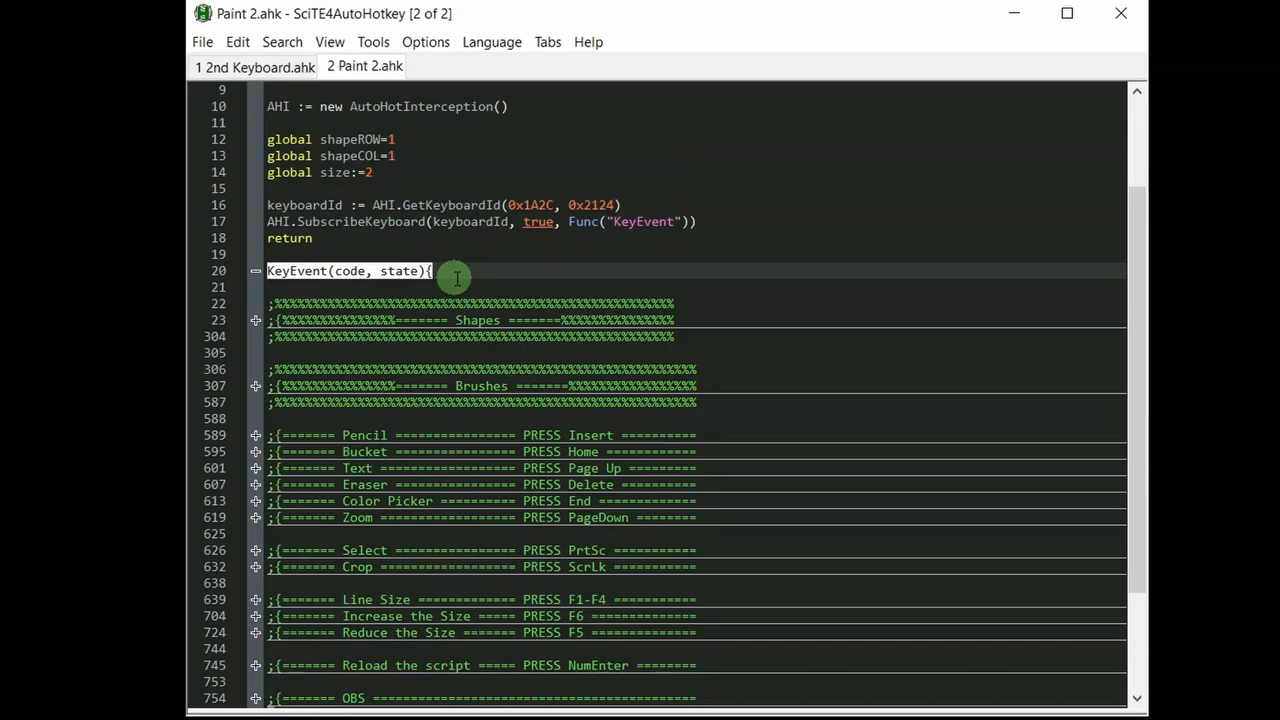 Paint 2.ahk - SciTE4AutoHotkey [2 of 2]
File Edit Search View Tools Options Language Tabs Help
1 2nd Keyboard.ahk 2 Paint 2.ahk
9
10 AHI := new AutoHotInterception()
11
12 global shapeROW=1
13 global shapeCOL=1
14 global size:=2
15
16 keyboardId := AHI.GetKeyboardId(0x1A2C, 0x2124)
17 AHI.SubscribeKeyboard(keyboardId, true, Func("KeyEvent"))
18 return
19
20 KeyEvent(code, state){
21
22 ;%%%%%%%%%%%%%%%%%%%%%%%%%%%%%%%%%%%%%%%%%%%%%%%%%%%%%
23 ;{%%%%%%%%%%%%%%%======= Shapes =======%%%%%%%%%%%%%%%
304 ;%%%%%%%%%%%%%%%%%%%%%%%%%%%%%%%%%%%%%%%%%%%%%%%%%%%%%
305
306 ;%%%%%%%%%%%%%%%%%%%%%%%%%%%%%%%%%%%%%%%%%%%%%%%%%%%%%%%%
307 ;{%%%%%%%%%%%%%%%======= Brushes =======%%%%%%%%%%%%%%%%%
587 ;%%%%%%%%%%%%%%%%%%%%%%%%%%%%%%%%%%%%%%%%%%%%%%%%%%%%%%%%
588
589 ;{======= Pencil ================ PRESS Insert ==========
595 ;{======= Bucket ================ PRESS Home ============
601 ;{======= Text ================== PRESS Page Up =========
607 ;{======= Eraser ================ PRESS Delete ==========
613 ;{======= Color Picker ========== PRESS End =============
619 ;{======= Zoom ================== PRESS PageDown ========
625
626 ;{======= Select ================ PRESS PrtSc ===========
632 ;{======= Crop ================== PRESS ScrLk ===========
638
639 ;{======= Line Size ============= PRESS F1-F4 ===========
704 ;{======= Increase the Size ===== PRESS F6 ==============
724 ;{======= Reduce the Size ======= PRESS F5 ==============
744
745 ;{======= Reload the script ===== PRESS NumEnter ========
753
754 ;{======= OBS ===========================================